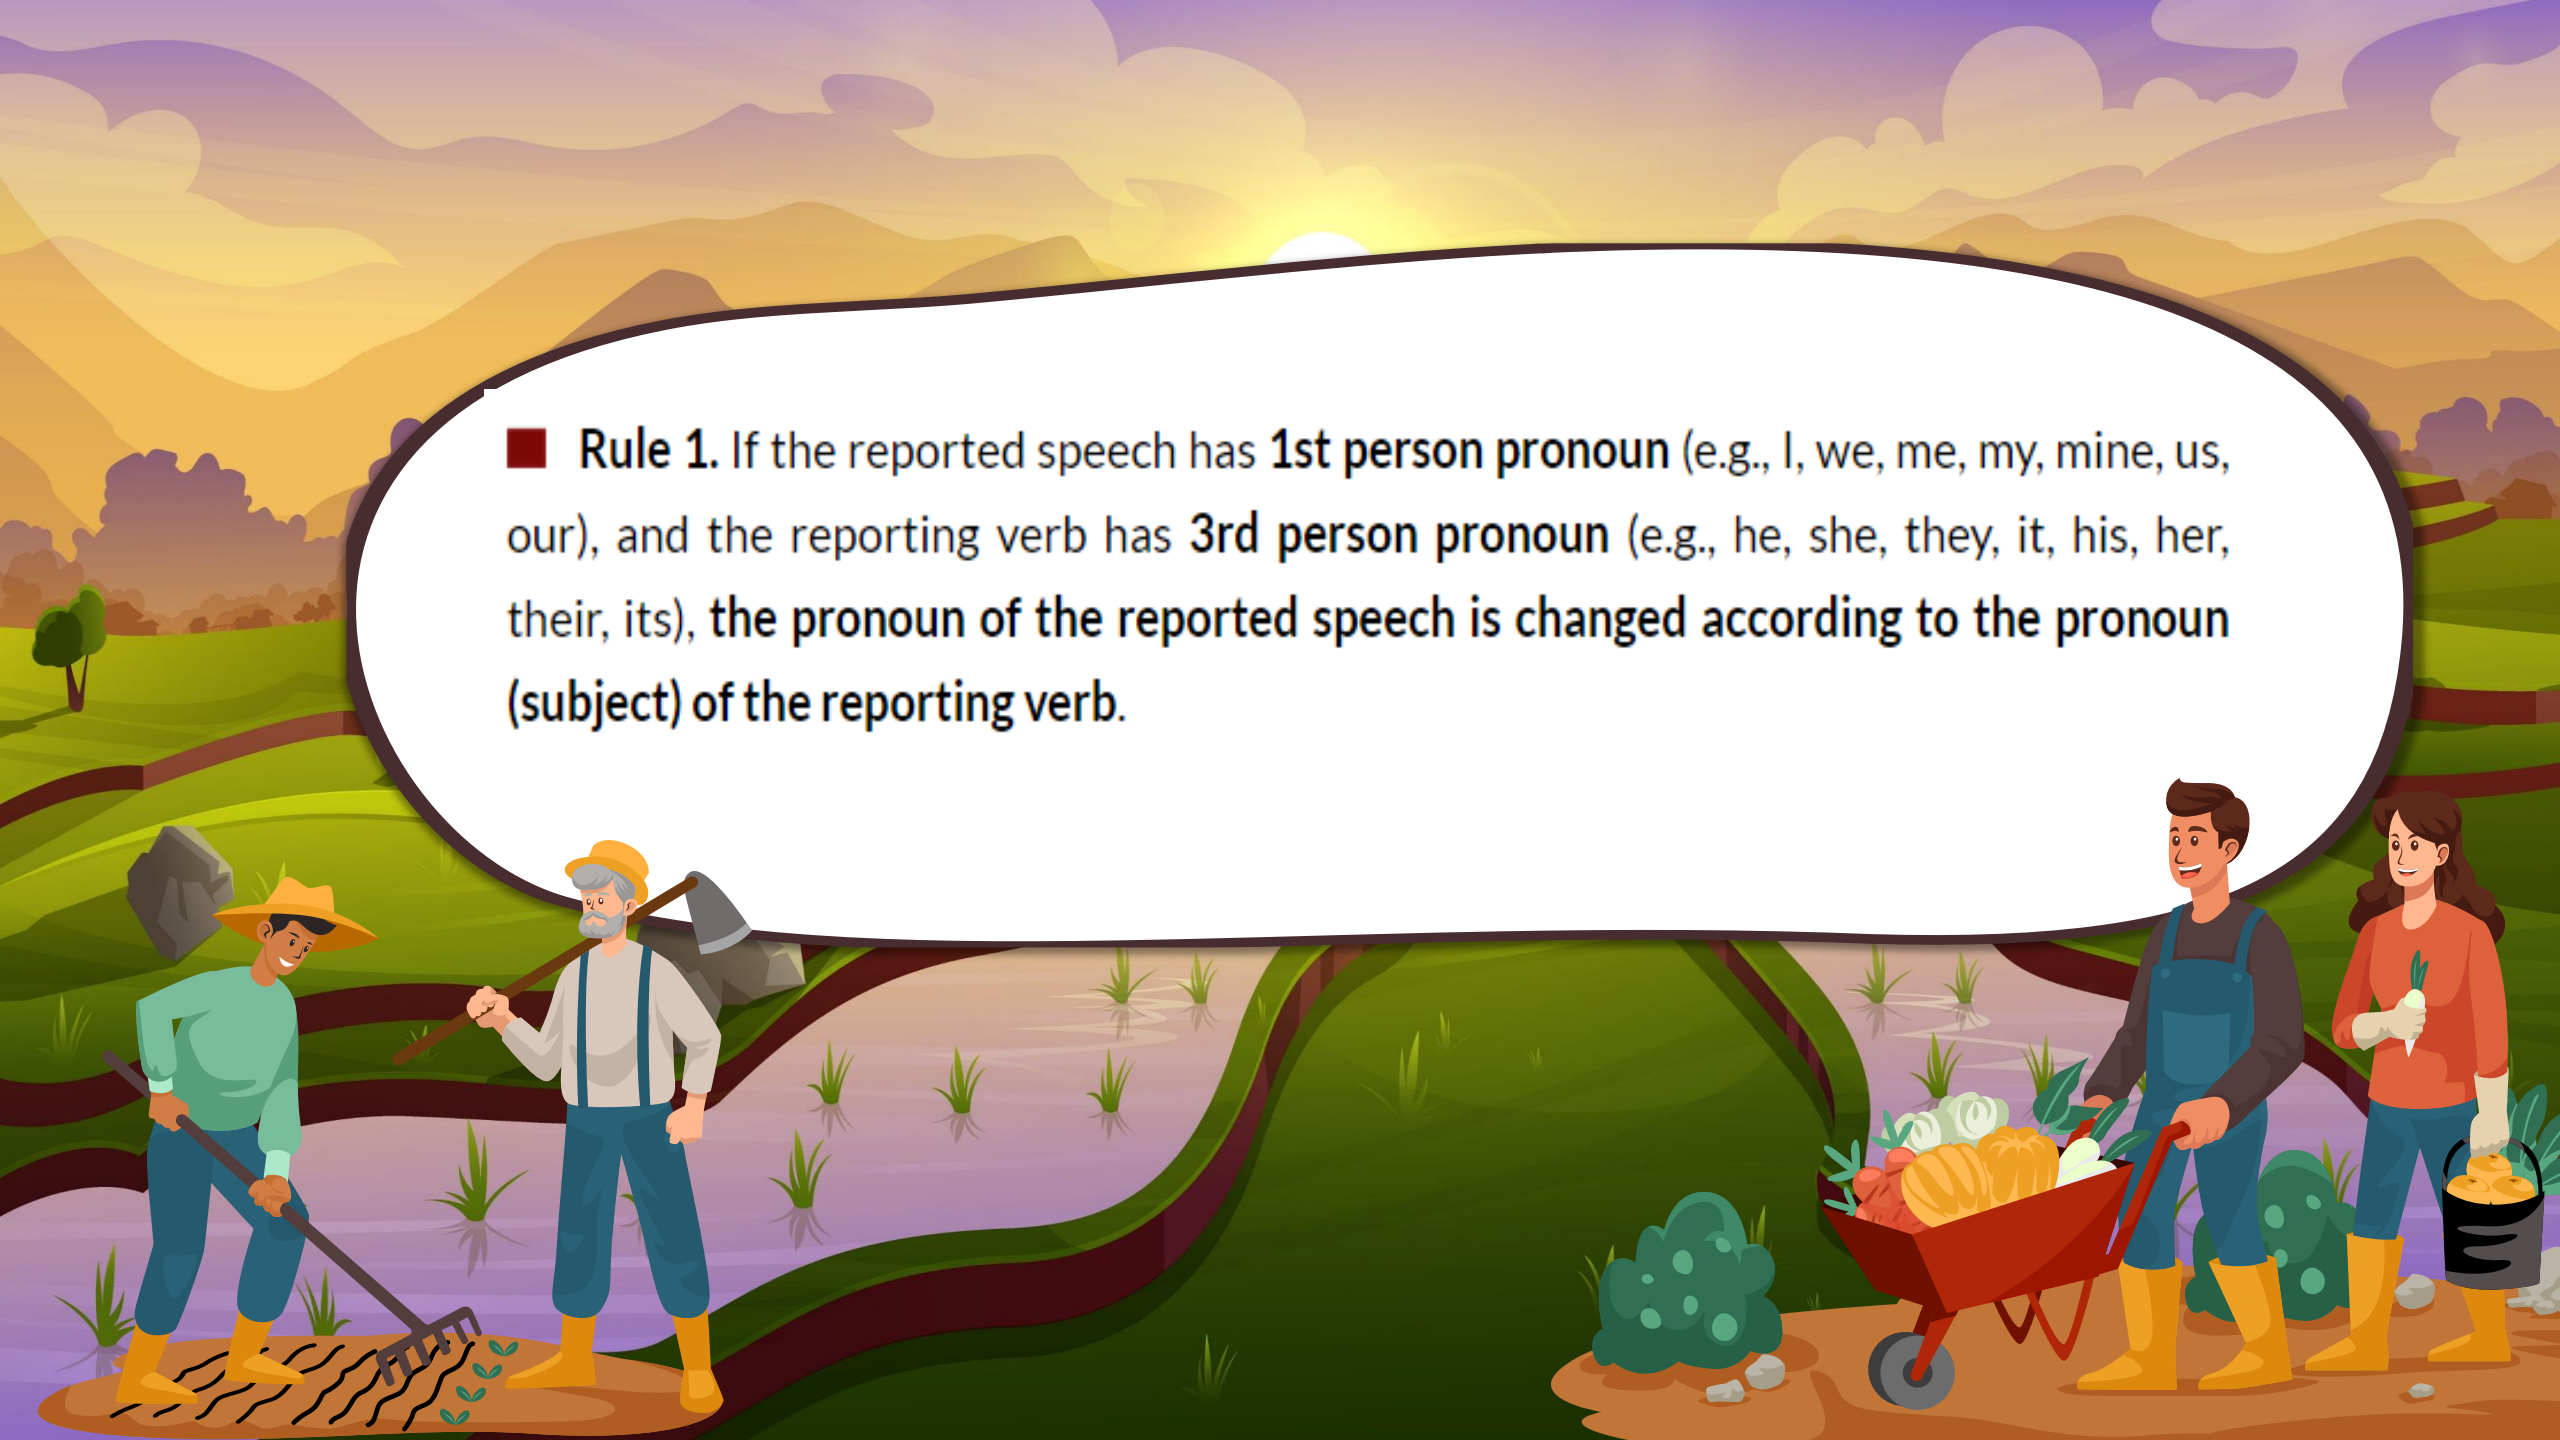 ■ Rule 1. If the reported speech has 1st person pronoun (e.g., I, we, me, my, mine, us,
our), and the reporting verb has 3rd person pronoun (e.g., he, she, they, it, his, her,
their, its), the pronoun of the reported speech is changed according to the pronoun
(subject) of the reporting verb.